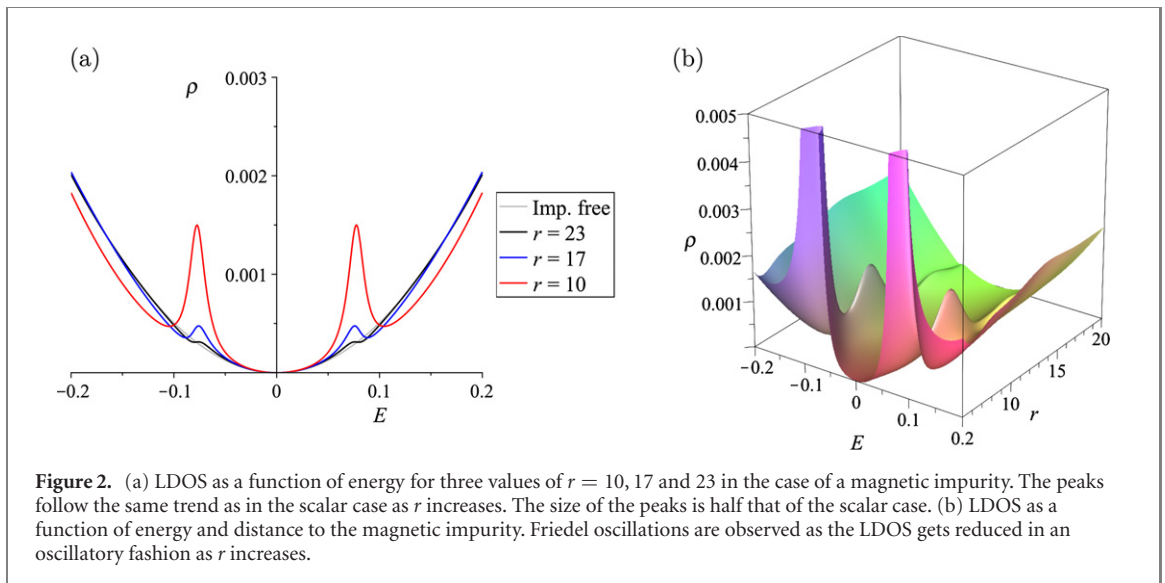 (a)
ρ
0.003
0.002
0.001
−0.2
−0.1
0
0.1
0.2
E
Imp. free
r = 23
r = 17
r = 10
(b)
0.005
0.004
0.003
ρ
0.002
0.001
−0.2
−0.1
0
0.1
0.2
E
10
15
20
r
Figure 2. (a) LDOS as a function of energy for three values of r = 10, 17 and 23 in the case of a magnetic impurity. The peaks
follow the same trend as in the scalar case as r increases. The size of the peaks is half that of the scalar case. (b) LDOS as a
function of energy and distance to the magnetic impurity. Friedel oscillations are observed as the LDOS gets reduced in an
oscillatory fashion as r increases.